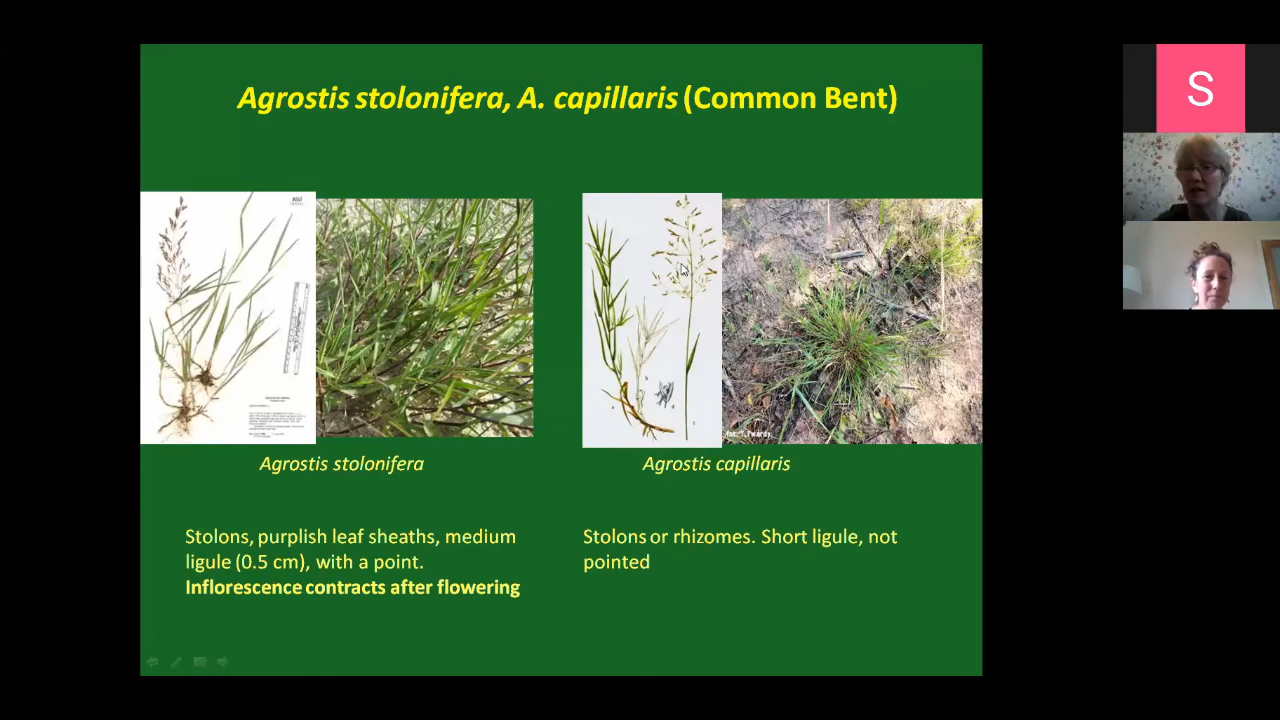 Agrostis stolonifera, A. capillaris (Common Bent)
S
Agrostis stolonifera
Agrostis capillaris
Stolons, purplish leaf sheaths, medium
ligule (0.5 cm), with a point.
Inflorescence contracts after flowering
Stolons or rhizomes. Short ligule, not
pointed